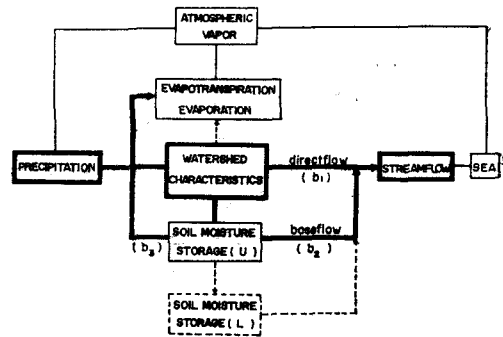 ATMOSPHERIC
VAPOR
EVAPOTRANSPIRATION
EVAPORATION
PRECIPITATION
WATERSHED
CHARACTERISTICS
directflow
(b₁)
STREAMFLOW
SEA
SOIL MOISTURE
STORAGE(U)
(b₃)
baseflow
(b₂)
SOIL MOISTURE
STORAGE(L)